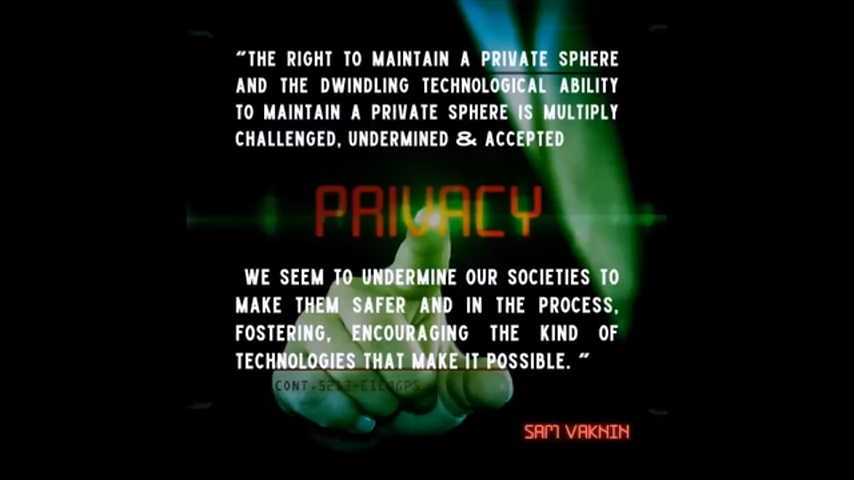 "THE RIGHT TO MAINTAIN A PRIVATE SPHERE
AND THE DWINDLING TECHNOLOGICAL ABILITY
TO MAINTAIN A PRIVATE SPHERE IS MULTIPLY
CHALLENGED, UNDERMINED & ACCEPTED
PRIVACY
WE SEEM TO UNDERMINE OUR SOCIETIES TO
MAKE THEM SAFER AND IN THE PROCESS,
FOSTERING, ENCOURAGING THE KIND OF
TECHNOLOGIES THAT MAKE IT POSSIBLE. "
SAM VAKNIN